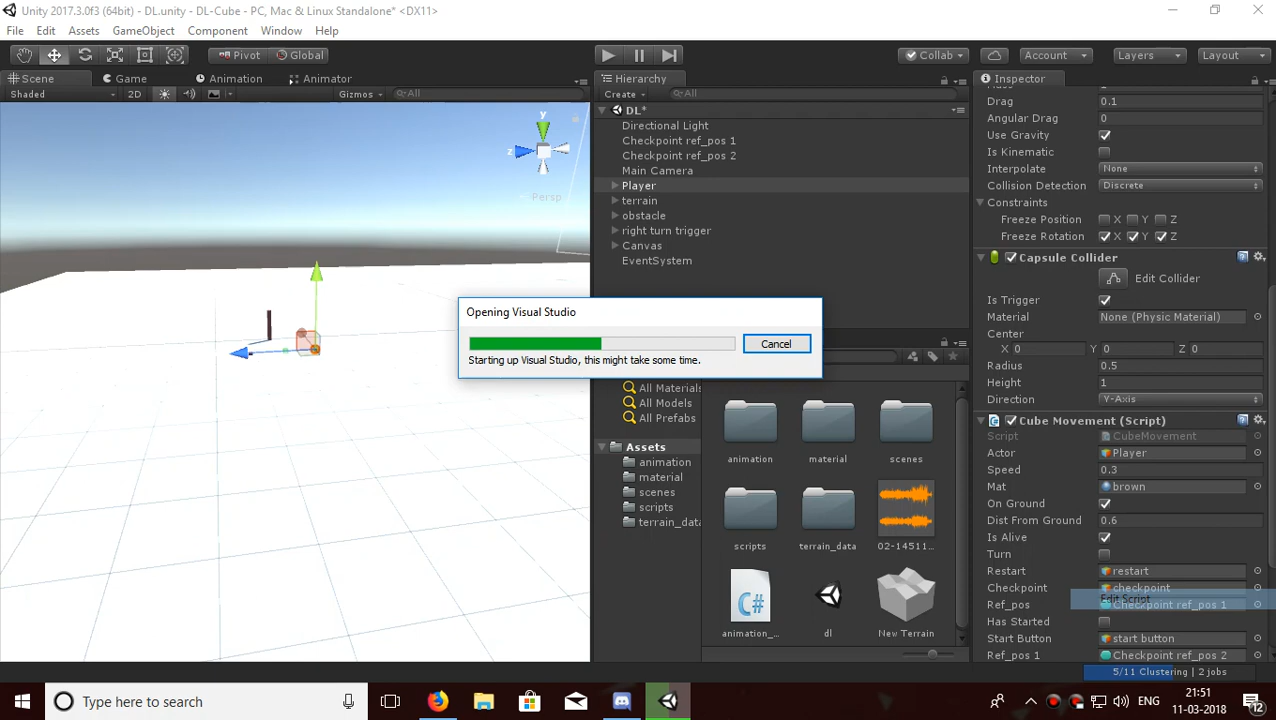 Unity 2017.3.0f3 (64bit) - DL.unity - DL-Cube - PC, Mac & Linux Standalone* <DX11>
File Edit Assets GameObject Component Window Help
Pivot Global Collab Account Layers Layout
Scene Game Animation Animator Hierarchy Inspector
Shaded 2D Gizmos All Create All
y
z
Persp
DL*
Directional Light
Checkpoint ref_pos 1
Checkpoint ref_pos 2
Main Camera
Player
terrain
obstacle
right turn trigger
Canvas
EventSystem
Drag 0.1
Angular Drag 0
Use Gravity
Is Kinematic
Interpolate None
Collision Detection Discrete
Constraints
Freeze Position X Y Z
Freeze Rotation X Y Z
Capsule Collider
Edit Collider
Is Trigger
Material None (Physic Material)
Center
X 0 Y 0 Z 0
Radius 0.5
Height 1
Direction Y-Axis
Cube Movement (Script)
Script CubeMovement
Actor Player
Speed 0.3
Mat brown
On Ground
Dist From Ground 0.6
Is Alive
Turn
Restart restart
Checkpoint checkpoint
Edit Script
Ref_pos Checkpoint ref_pos 1
Has Started
Start Button start button
Ref_pos 1 Checkpoint ref_pos 2
Opening Visual Studio
Cancel
Starting up Visual Studio, this might take some time.
All Materials
All Models
All Prefabs
Assets
animation
material
scenes
scripts
terrain_data
Assets
animation material scenes
scripts terrain_data 02-14511...
C#
animation_... dl New Terrain
5/11 Clustering | 2 jobs
Type here to search
ENG
21:51
11-03-2018
12